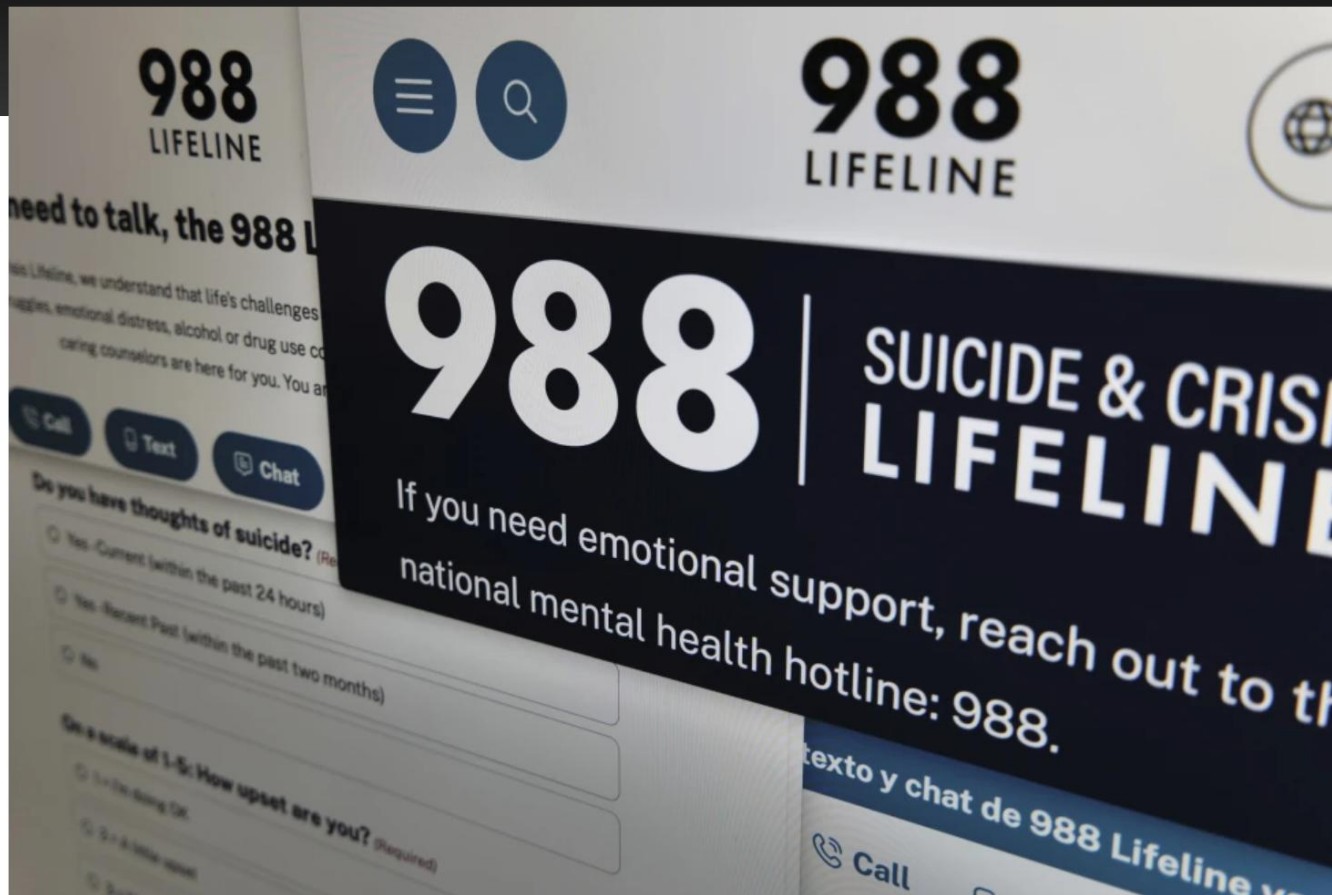 988
LIFELINE
need to talk, the 988 L
Lifeline, we understand that life's challenges
emotional distress, alcohol or drug use co
caring counselors are here for you. You ar
Call
Text
Chat
Do you have thoughts of suicide? (Re
Yes - Current (within the past 24 hours)
Yes - Recent Past (within the past two months)
No
On a scale of 1-5: How upset are you? (Required)
988
LIFELINE
988
SUICIDE & CRISI
LIFELINE
If you need emotional support, reach out to th
national mental health hotline: 988.
texto y chat de 988 Lifeline y
Call